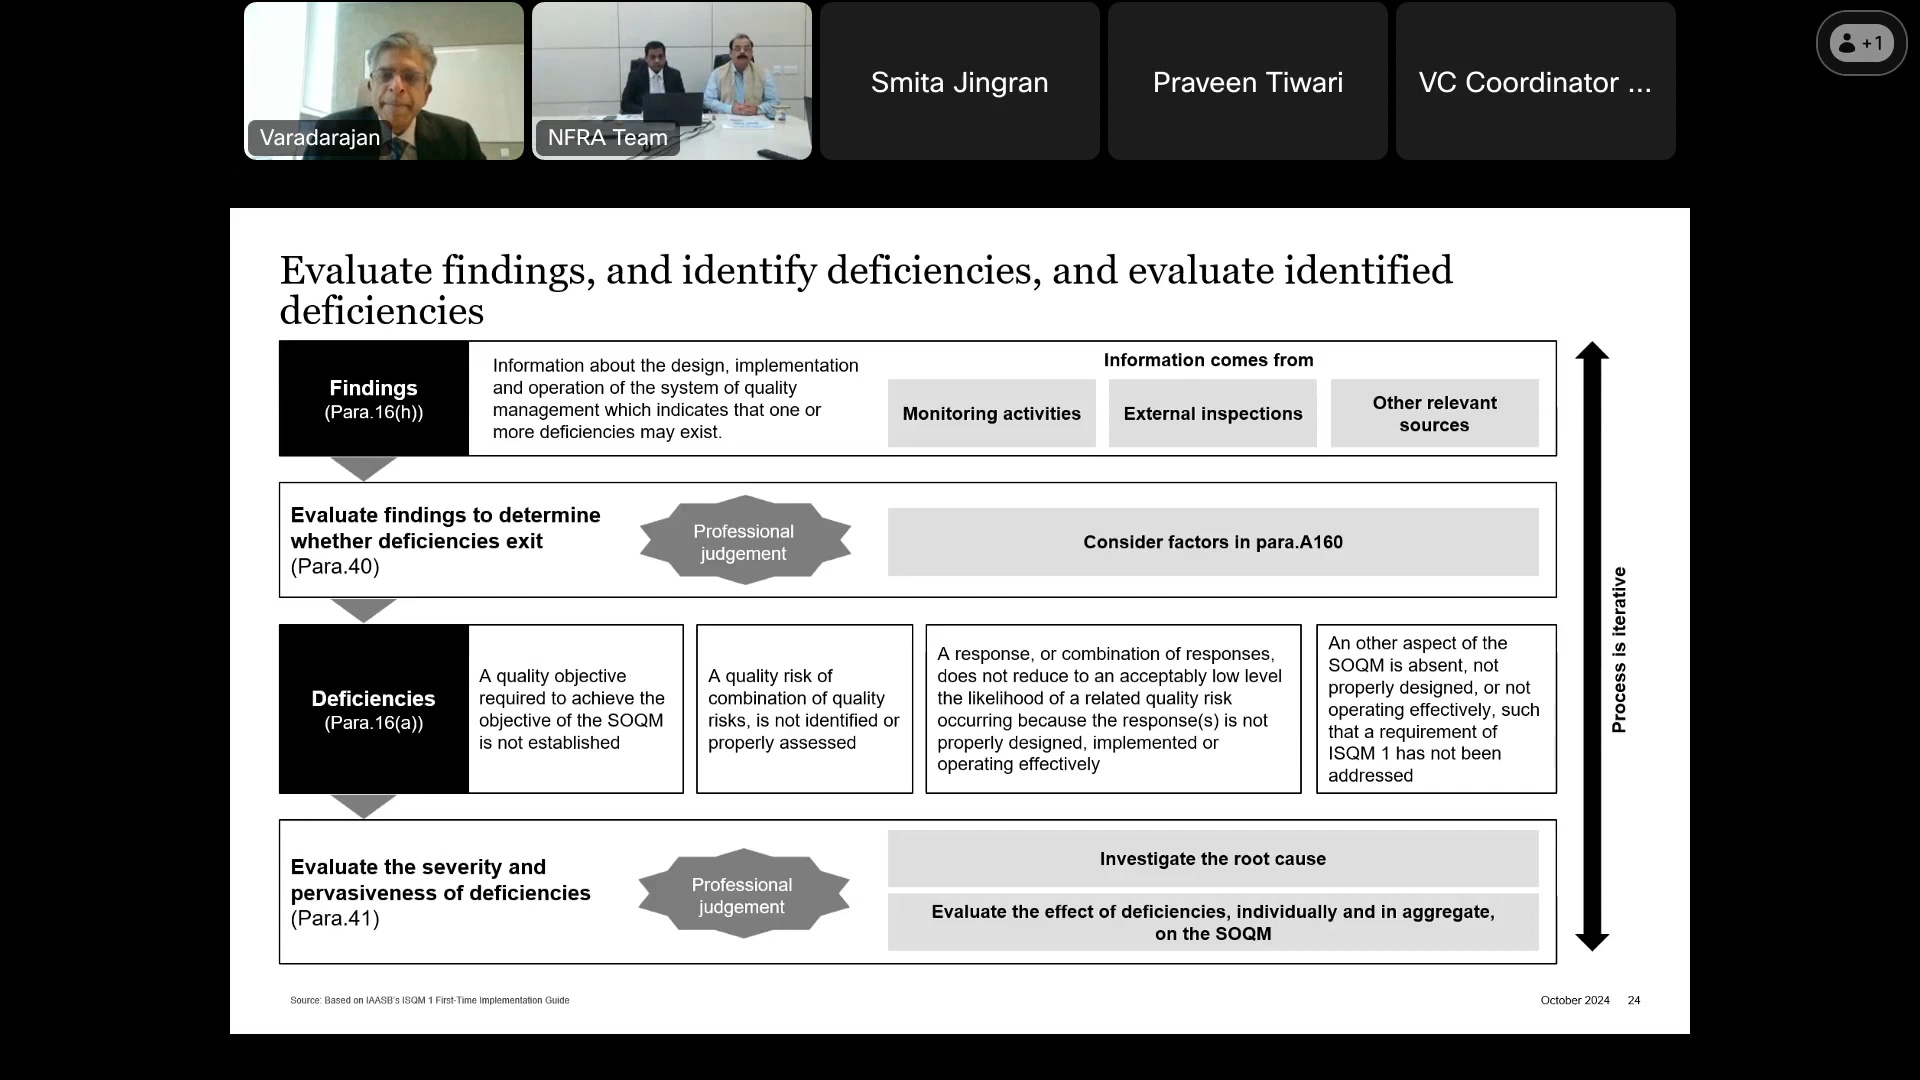 Varadarajan
NFRA Team
Smita Jingran
Praveen Tiwari
VC Coordinator ...
+1
Evaluate findings, and identify deficiencies, and evaluate identified
deficiencies
Findings
(Para.16(h))
Information about the design, implementation
and operation of the system of quality
management which indicates that one or
more deficiencies may exist.
Information comes from
Monitoring activities
External inspections
Other relevant
sources
Evaluate findings to determine
whether deficiencies exit
(Para.40)
Professional
judgement
Consider factors in para.A160
Deficiencies
(Para.16(a))
A quality objective
required to achieve the
objective of the SOQM
is not established
A quality risk of
combination of quality
risks, is not identified or
properly assessed
A response, or combination of responses,
does not reduce to an acceptably low level
the likelihood of a related quality risk
occurring because the response(s) is not
properly designed, implemented or
operating effectively
An other aspect of the
SOQM is absent, not
properly designed, or not
operating effectively, such
that a requirement of
ISQM 1 has not been
addressed
Evaluate the severity and
pervasiveness of deficiencies
(Para.41)
Professional
judgement
Investigate the root cause
Evaluate the effect of deficiencies, individually and in aggregate,
on the SOQM
Process is iterative
Source: Based on IAASB's ISQM 1 First-Time Implementation Guide
October 2024
24